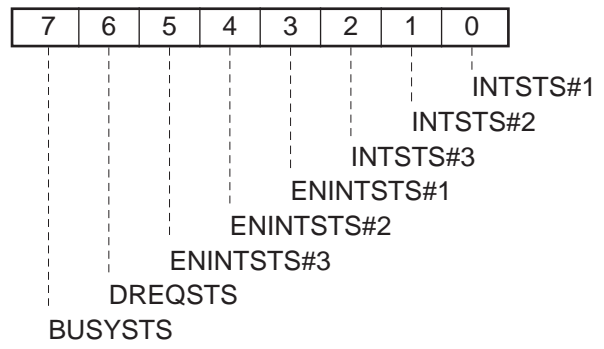 7 6 5 4 3 2 1 0
INTSTS#1
INTSTS#2
INTSTS#3
ENINTSTS#1
ENINTSTS#2
ENINTSTS#3
DREQSTS
BUSYSTS